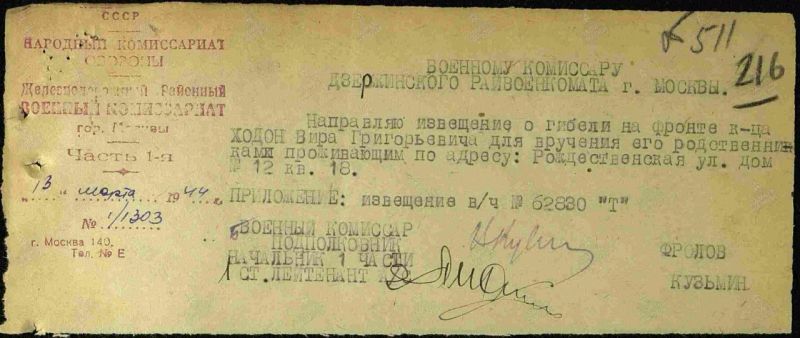 СССР
НАРОДНЫЙ КОМИССАРИАТ
ОБОРОНЫ
Железнодорожный Районный
ВОЕННЫЙ КОМИССАРИАТ
гор. Москвы
Часть 1-я
"13" марта 1944 г.
№ 1/1303
г. Москва 140,
Тел. № Е
511
216
ВОЕННОМУ КОМИССАРУ
ДЗЕРЖИНСКОГО РАЙВОЕНКОМАТА г. МОСКВЫ.
Направляю извещение о гибели на фронте к-ца
ХОДОН Вира Григорьевича для вручения его родственни
ками проживающим по адресу: Рождественская ул. дом
№ 12 кв. 18.
ПРИЛОЖЕНИЕ: извещение в/ч № 62830 "Т"
ВОЕННЫЙ КОМИССАР
ПОДПОЛКОВНИК ФРОЛОВ
НАЧАЛЬНИК 1 ЧАСТИ
СТ. ЛЕЙТЕНАНТ КУЗЬМИН